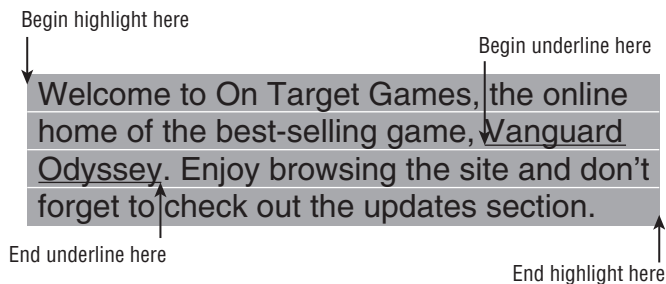 Begin highlight here
Begin underline here
Welcome to On Target Games, the online
home of the best-selling game, Vanguard
Odyssey. Enjoy browsing the site and don't
forget to check out the updates section.
End underline here
End highlight here